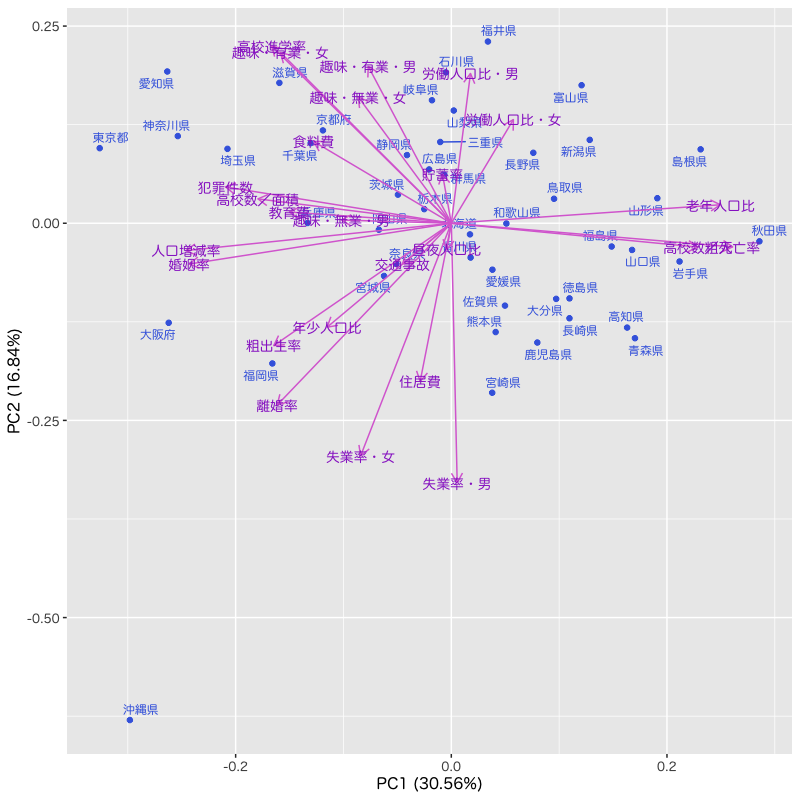 0.25
福井県
高校進学率
趣味・有業・女
石川県
趣味・有業・男
労働人口比・男
滋賀県
愛知県
岐阜県
富山県
趣味・無業・女
神奈川県
京都府
労働人口比・女
東京都
食料費
静岡県
三重県
新潟県
千葉県
広島県
埼玉県
長野県
島根県
貯蓄率
群馬県
茨城県
犯罪件数
鳥取県
栃木県
高校数／面積
山形県
老年人口比
教育費
和歌山県
0.00
趣味・無業・男
秋田県
福島県
人口増減率
昼夜人口比
婚姻率
交通事故
山口県
岩手県
愛媛県
宮城県
佐賀県
徳島県
大分県
熊本県
長崎県
高知県
大阪府
年少人口比
粗出生率
鹿児島県
青森県
福岡県
住居費
宮崎県
離婚率
-0.25
失業率・女
失業率・男
-0.50
沖縄県
-0.2
0.0
0.2
PC1 (30.56%)
PC2 (16.84%)